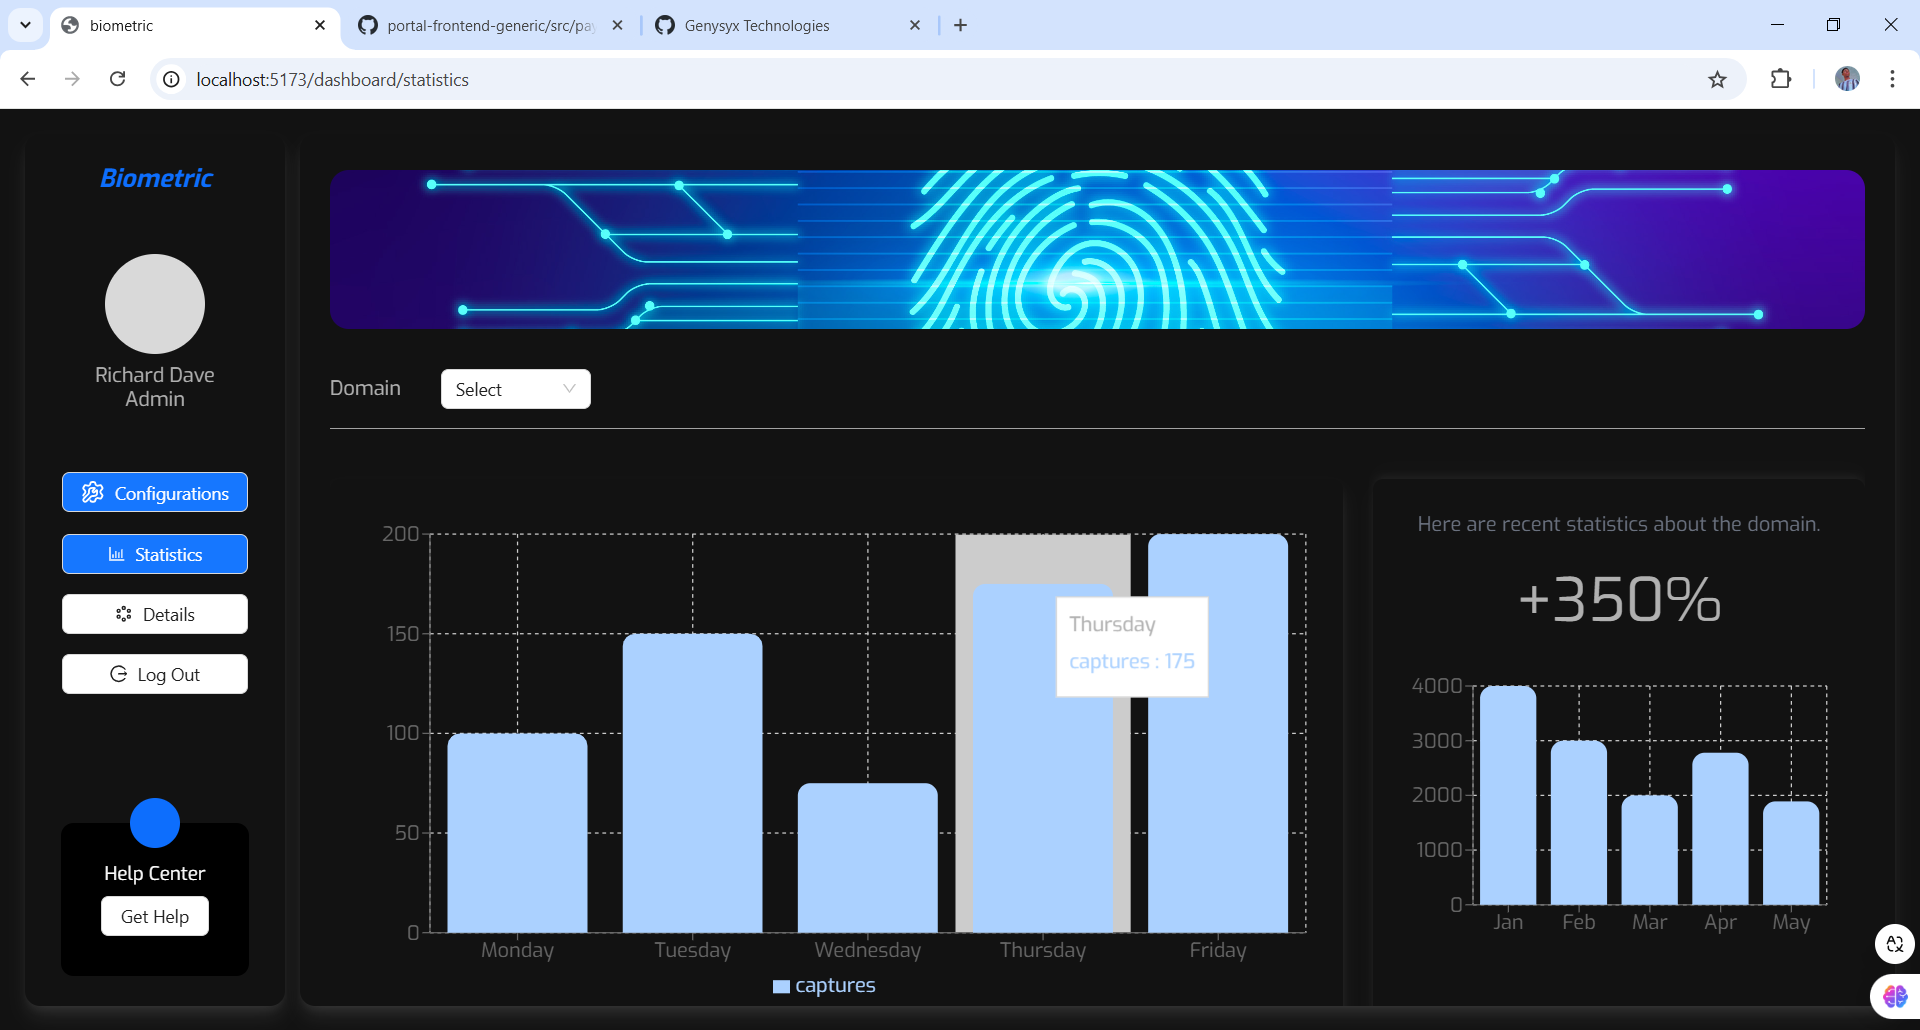 biometric
portal-frontend-generic/src/pay
Genysyx Technologies
localhost:5173/dashboard/statistics
Biometric
Richard Dave
Admin
Configurations
Statistics
Details
Log Out
Help Center
Get Help
Domain
Select
200
150
100
50
0
Monday
Tuesday
Wednesday
Thursday
Friday
Thursday
captures : 175
captures
Here are recent statistics about the domain.
+350%
4000
3000
2000
1000
0
Jan
Feb
Mar
Apr
May